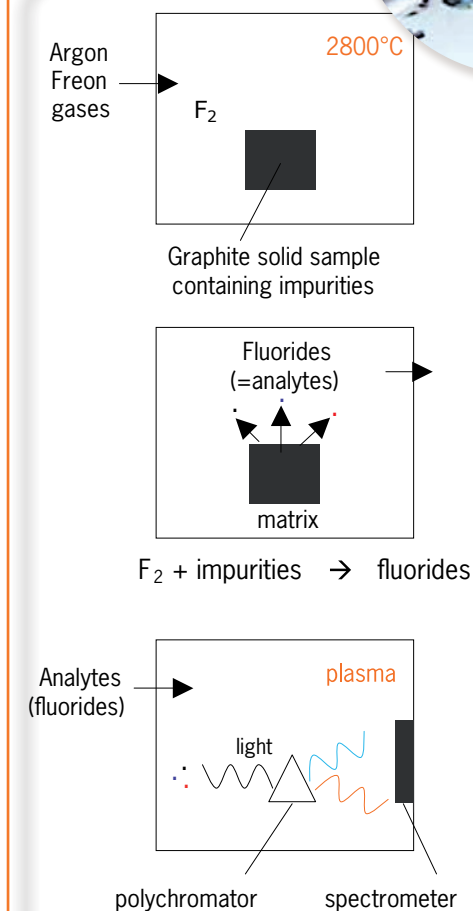 2800°C
Argon
Freon
gases
F₂
Graphite solid sample
containing impurities
Fluorides
(=analytes)
matrix
F₂ + impurities → fluorides
Analytes
(fluorides)
plasma
light
polychromator spectrometer